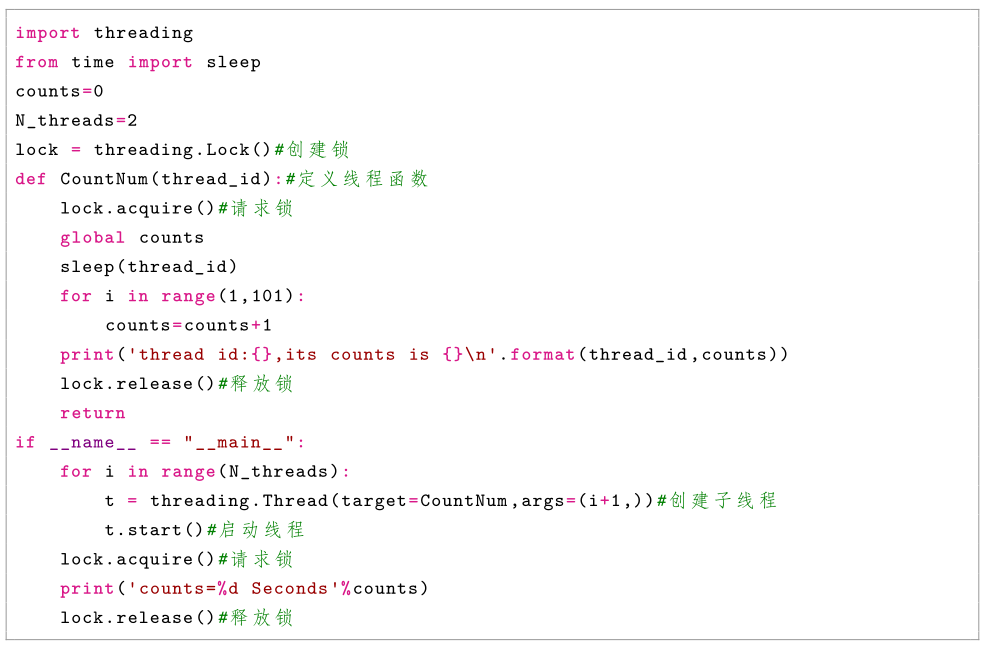 import threading
from time import sleep
counts=0
N_threads=2
lock = threading.Lock()#创建锁
def CountNum(thread_id):#定义线程函数
    lock.acquire()#请求锁
    global counts
    sleep(thread_id)
    for i in range(1,101):
        counts=counts+1
    print('thread id:{},its counts is {}\n'.format(thread_id,counts))
    lock.release()#释放锁
    return
if __name__ == "__main__":
    for i in range(N_threads):
        t = threading.Thread(target=CountNum,args=(i+1,))#创建子线程
        t.start()#启动线程
    lock.acquire()#请求锁
    print('counts=%d Seconds'%counts)
    lock.release()#释放锁